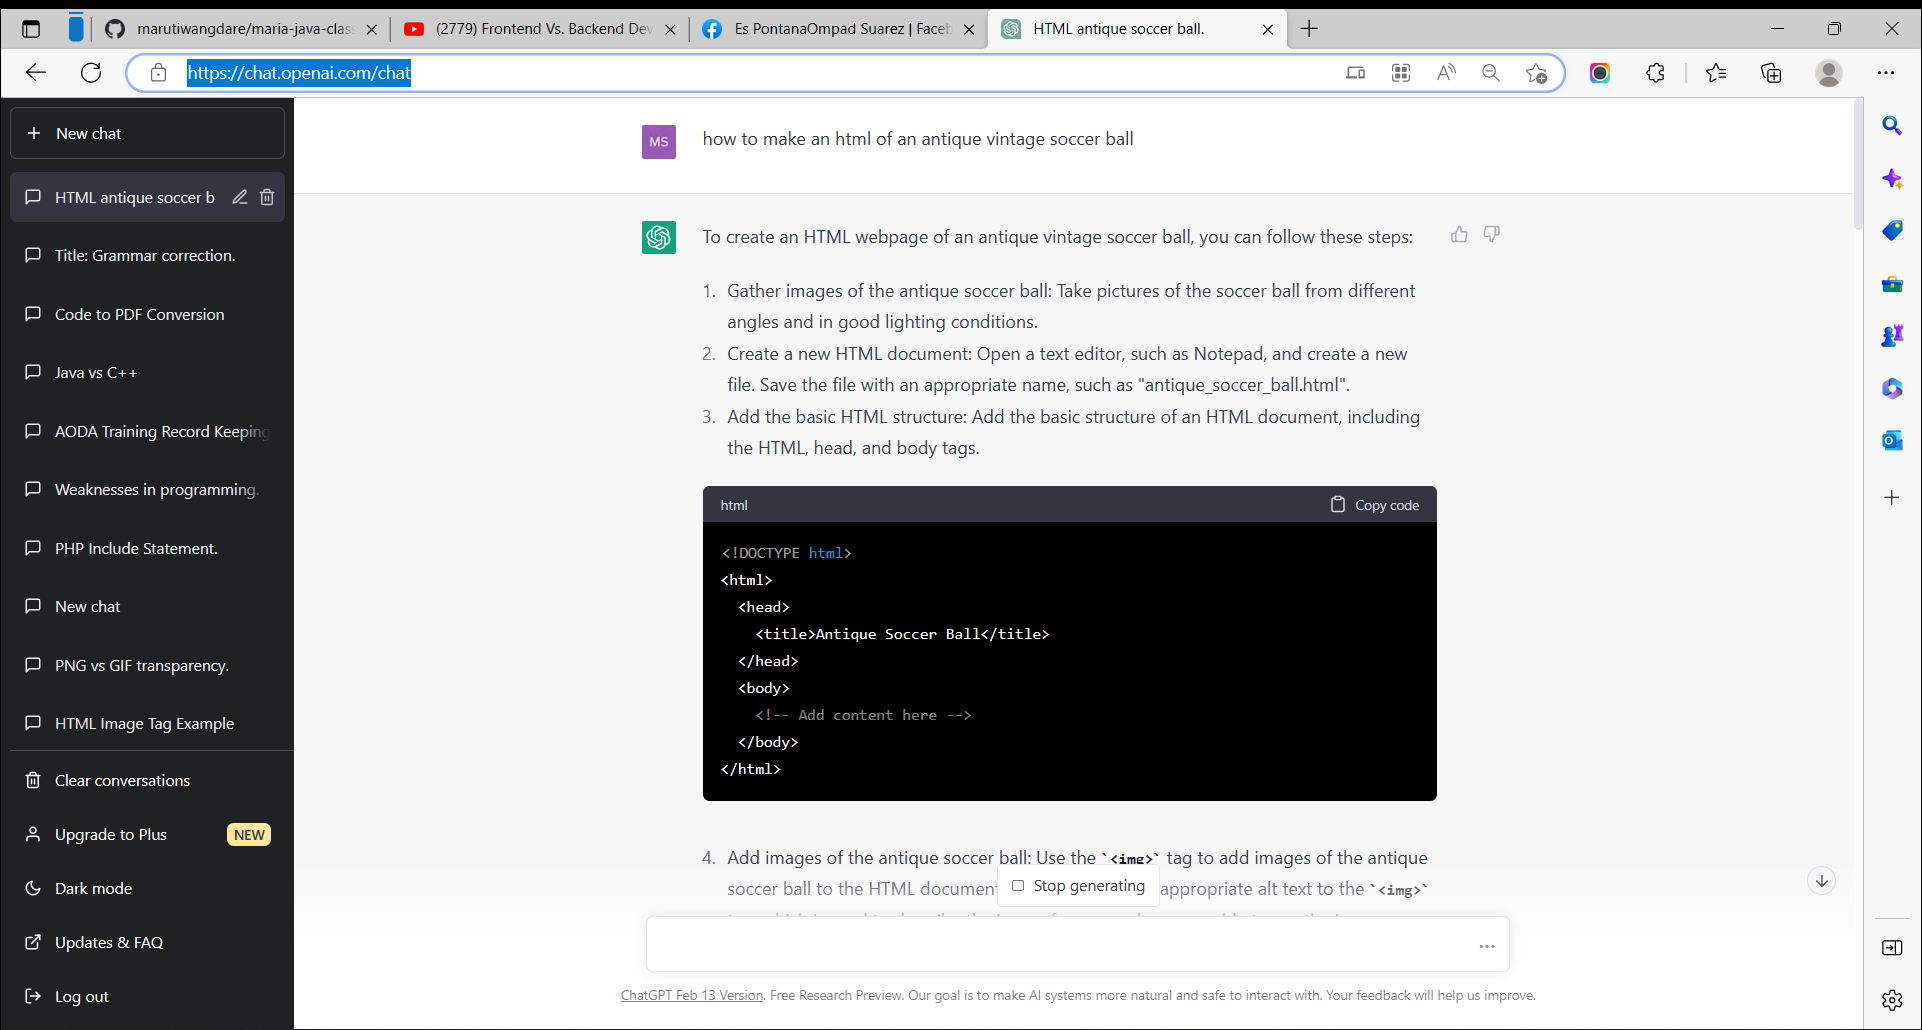 marutiwangdare/maria-java-clas
(2779) Frontend Vs. Backend Dev
Es PontanaOmpad Suarez | Faceb
HTML antique soccer ball.
https://chat.openai.com/chat
New chat
HTML antique soccer b
Title: Grammar correction.
Code to PDF Conversion
Java vs C++
AODA Training Record Keeping
Weaknesses in programming.
PHP Include Statement.
New chat
PNG vs GIF transparency.
HTML Image Tag Example
Clear conversations
Upgrade to Plus NEW
Dark mode
Updates & FAQ
Log out
MS how to make an html of an antique vintage soccer ball
To create an HTML webpage of an antique vintage soccer ball, you can follow these steps:
1. Gather images of the antique soccer ball: Take pictures of the soccer ball from different
angles and in good lighting conditions.
2. Create a new HTML document: Open a text editor, such as Notepad, and create a new
file. Save the file with an appropriate name, such as "antique_soccer_ball.html".
3. Add the basic HTML structure: Add the basic structure of an HTML document, including
the HTML, head, and body tags.
html Copy code
<!DOCTYPE html>
<html>
<head>
<title>Antique Soccer Ball</title>
</head>
<body>
<!-- Add content here -->
</body>
</html>
4. Add images of the antique soccer ball: Use the `<img>` tag to add images of the antique
soccer ball to the HTML document appropriate alt text to the `<img>`
Stop generating
ChatGPT Feb 13 Version. Free Research Preview. Our goal is to make AI systems more natural and safe to interact with. Your feedback will help us improve.